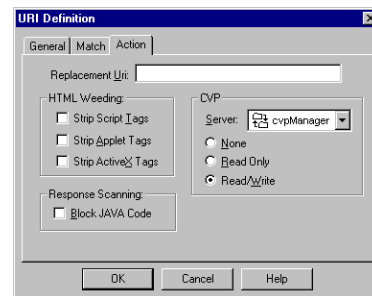 URI Definition
General Match Action
Replacement Uri:
HTML Weeding:
Strip Script Tags
Strip Applet Tags
Strip ActiveX Tags
Response Scanning:
Block JAVA Code
CVP
Server: cvpManager
None
Read Only
Read/Write
OK Cancel Help